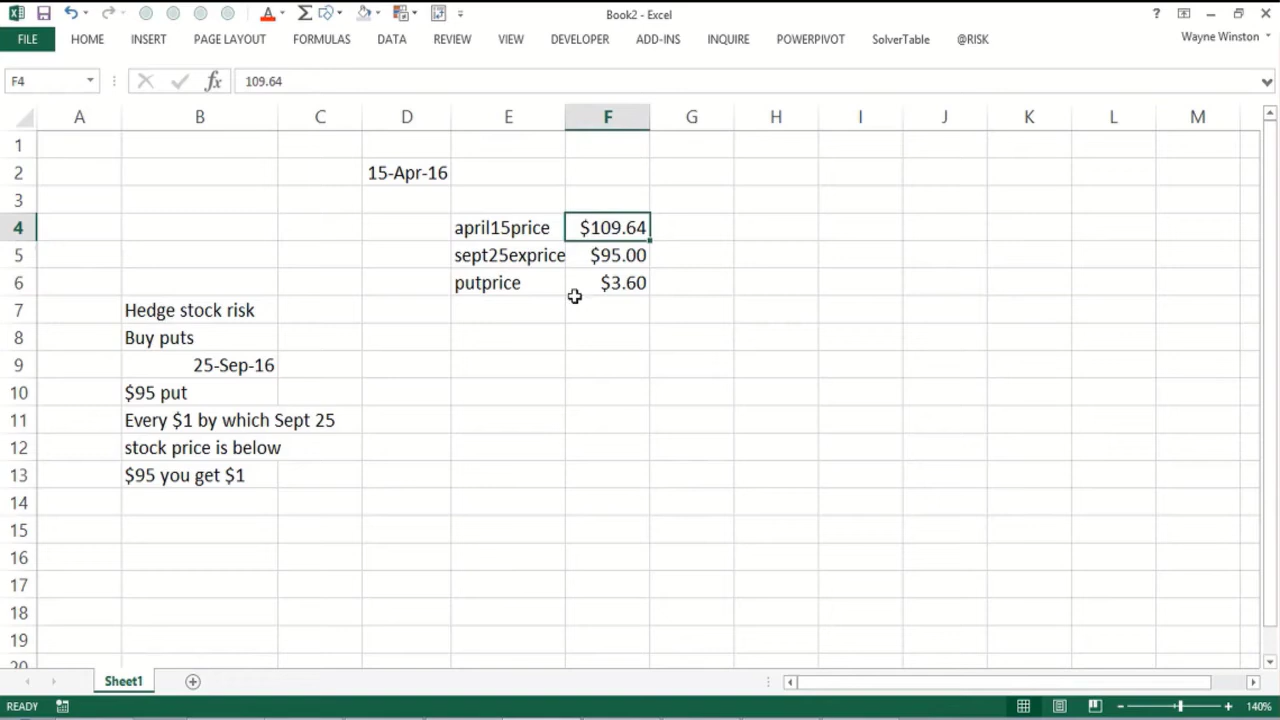 Book2 - Excel
?
FILE HOME INSERT PAGE LAYOUT FORMULAS DATA REVIEW VIEW DEVELOPER ADD-INS INQUIRE POWERPIVOT SolverTable @RISK Wayne Winston
F4 fx 109.64
A B C D E F G H I J K L M
1
2 15-Apr-16
3
4 april15price $109.64
5 sept25exprice $95.00
6 putprice $3.60
7 Hedge stock risk
8 Buy puts
9 25-Sep-16
10 $95 put
11 Every $1 by which Sept 25
12 stock price is below
13 $95 you get $1
14
15
16
17
18
19
20
Sheet1
READY 140%